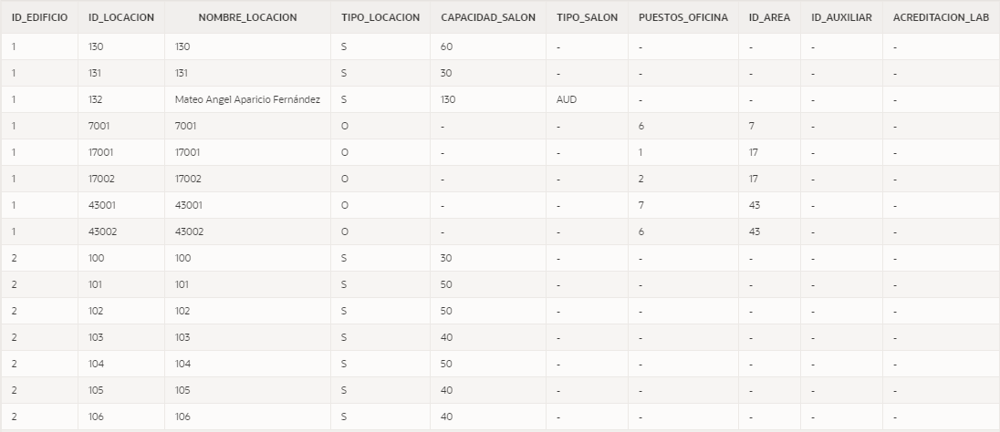 ID_EDIFICIO ID_LOCACION NOMBRE_LOCACION TIPO_LOCACION CAPACIDAD_SALON TIPO_SALON PUESTOS_OFICINA ID_AREA ID_AUXILIAR ACREDITACION_LAB
1 130 130 S 60 - - - - -
1 131 131 S 30 - - - - -
1 132 Mateo Angel Aparicio Fernández S 130 AUD - - - -
1 7001 7001 O - - 6 7 - -
1 17001 17001 O - - 1 17 - -
1 17002 17002 O - - 2 17 - -
1 43001 43001 O - - 7 43 - -
1 43002 43002 O - - 6 43 - -
2 100 100 S 30 - - - - -
2 101 101 S 50 - - - - -
2 102 102 S 50 - - - - -
2 103 103 S 40 - - - - -
2 104 104 S 50 - - - - -
2 105 105 S 40 - - - - -
2 106 106 S 40 - - - - -